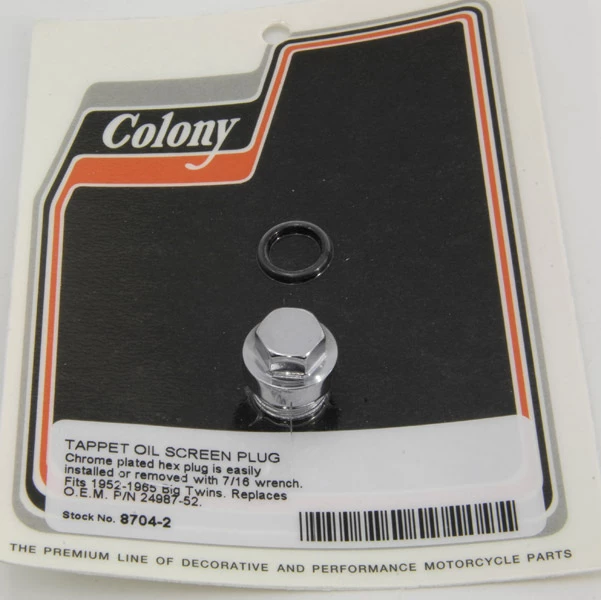 Colony
TAPPET OIL SCREEN PLUG
Chrome plated hex plug is easily
installed or removed with 7/16 wrench.
Fits 1952-1965 Big Twins. Replaces
O.E.M. P/N 24987-52.
Stock No. 8704-2
THE PREMIUM LINE OF DECORATIVE AND PERFORMANCE MOTORCYCLE PARTS